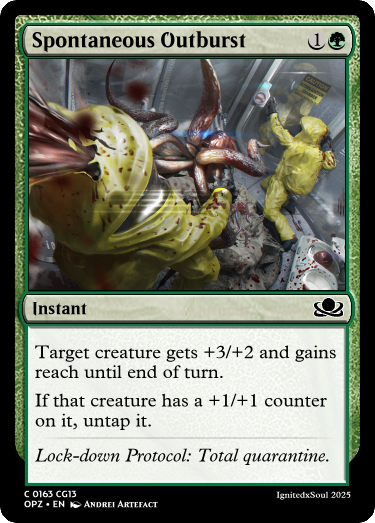 Spontaneous Outburst 1
Instant
Target creature gets +3/+2 and gains
reach until end of turn.
If that creature has a +1/+1 counter
on it, untap it.
Lock-down Protocol: Total quarantine.
C 0163 CG13
OPZ • EN Andrei Artefact
IgnitedxSoul 2025